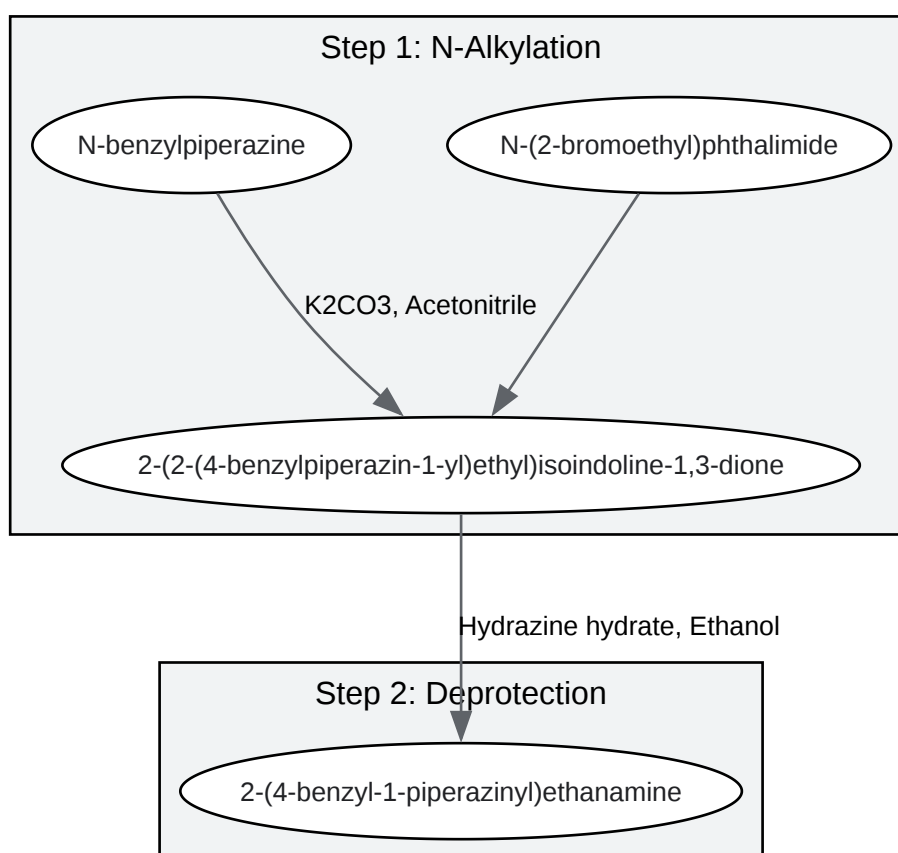 Step 1: N-Alkylation
N-benzylpiperazine
N-(2-bromoethyl)phthalimide
K2CO3, Acetonitrile
2-(2-(4-benzylpiperazin-1-yl)ethyl)isoindoline-1,3-dione
Hydrazine hydrate, Ethanol
Step 2: Deprotection
2-(4-benzyl-1-piperazinyl)ethanamine